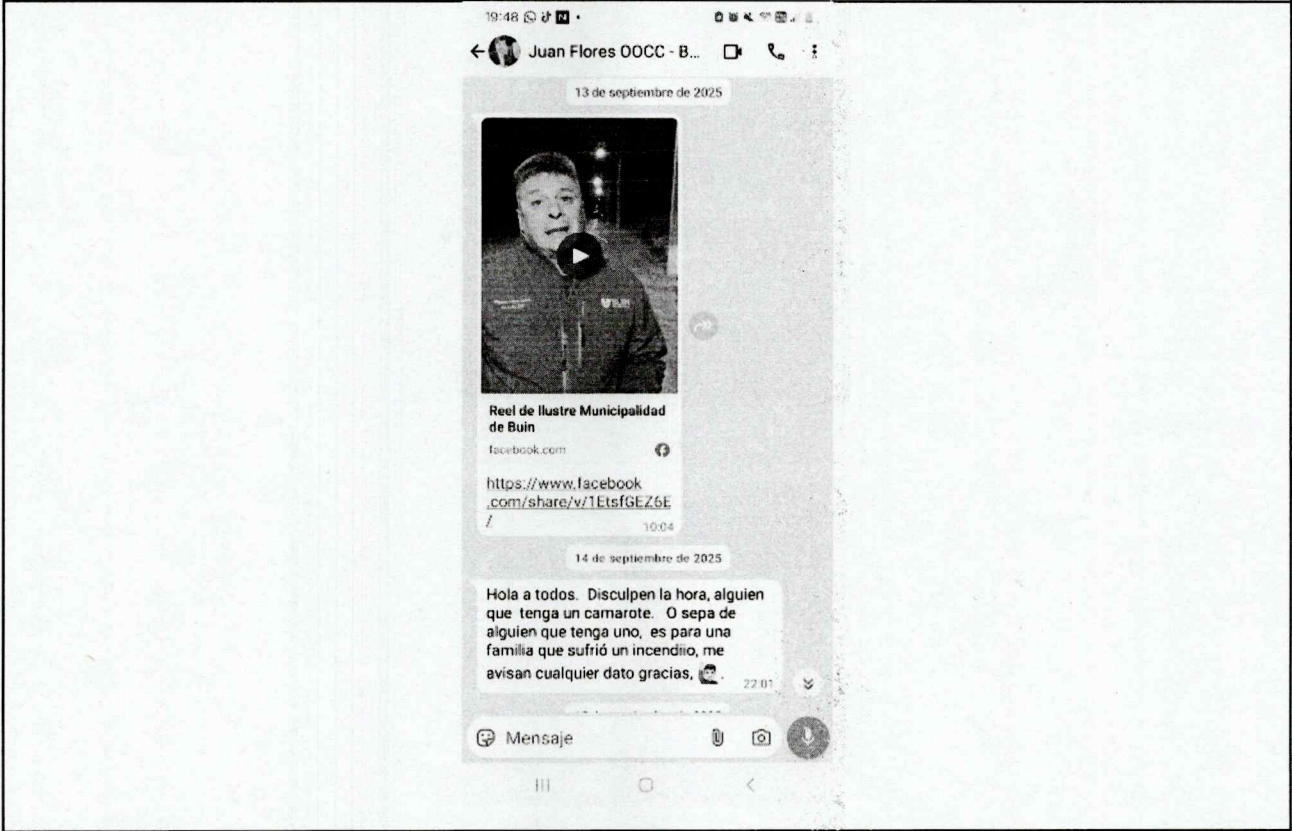 19:48
Juan Flores OOCC - B...
13 de septiembre de 2025
BUIN
Reel de Ilustre Municipalidad
de Buin
facebook.com
https://www.facebook
.com/share/v/1EtsfGEZ6E
/
10:04
14 de septiembre de 2025
Hola a todos. Disculpen la hora, alguien
que tenga un camarote. O sepa de
alguien que tenga uno, es para una
familia que sufrió un incendiio, me
avisan cualquier dato gracias, 🙋🏻‍♂️.
22:01
Mensaje